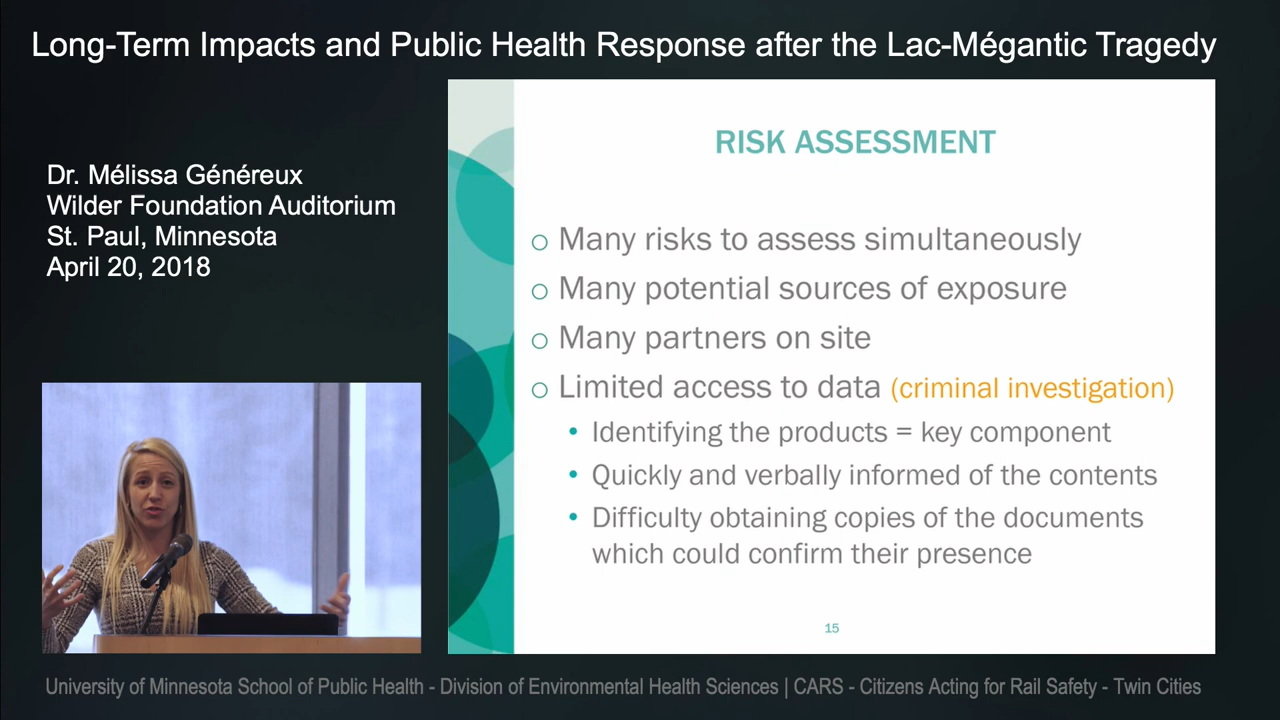 Long-Term Impacts and Public Health Response after the Lac-Mégantic Tragedy
Dr. Mélissa Généreux
Wilder Foundation Auditorium
St. Paul, Minnesota
April 20, 2018
RISK ASSESSMENT
Many risks to assess simultaneously
Many potential sources of exposure
Many partners on site
Limited access to data (criminal investigation)
• Identifying the products = key component
• Quickly and verbally informed of the contents
• Difficulty obtaining copies of the documents
which could confirm their presence
15
University of Minnesota School of Public Health - Division of Environmental Health Sciences | CARS - Citizens Acting for Rail Safety - Twin Cities